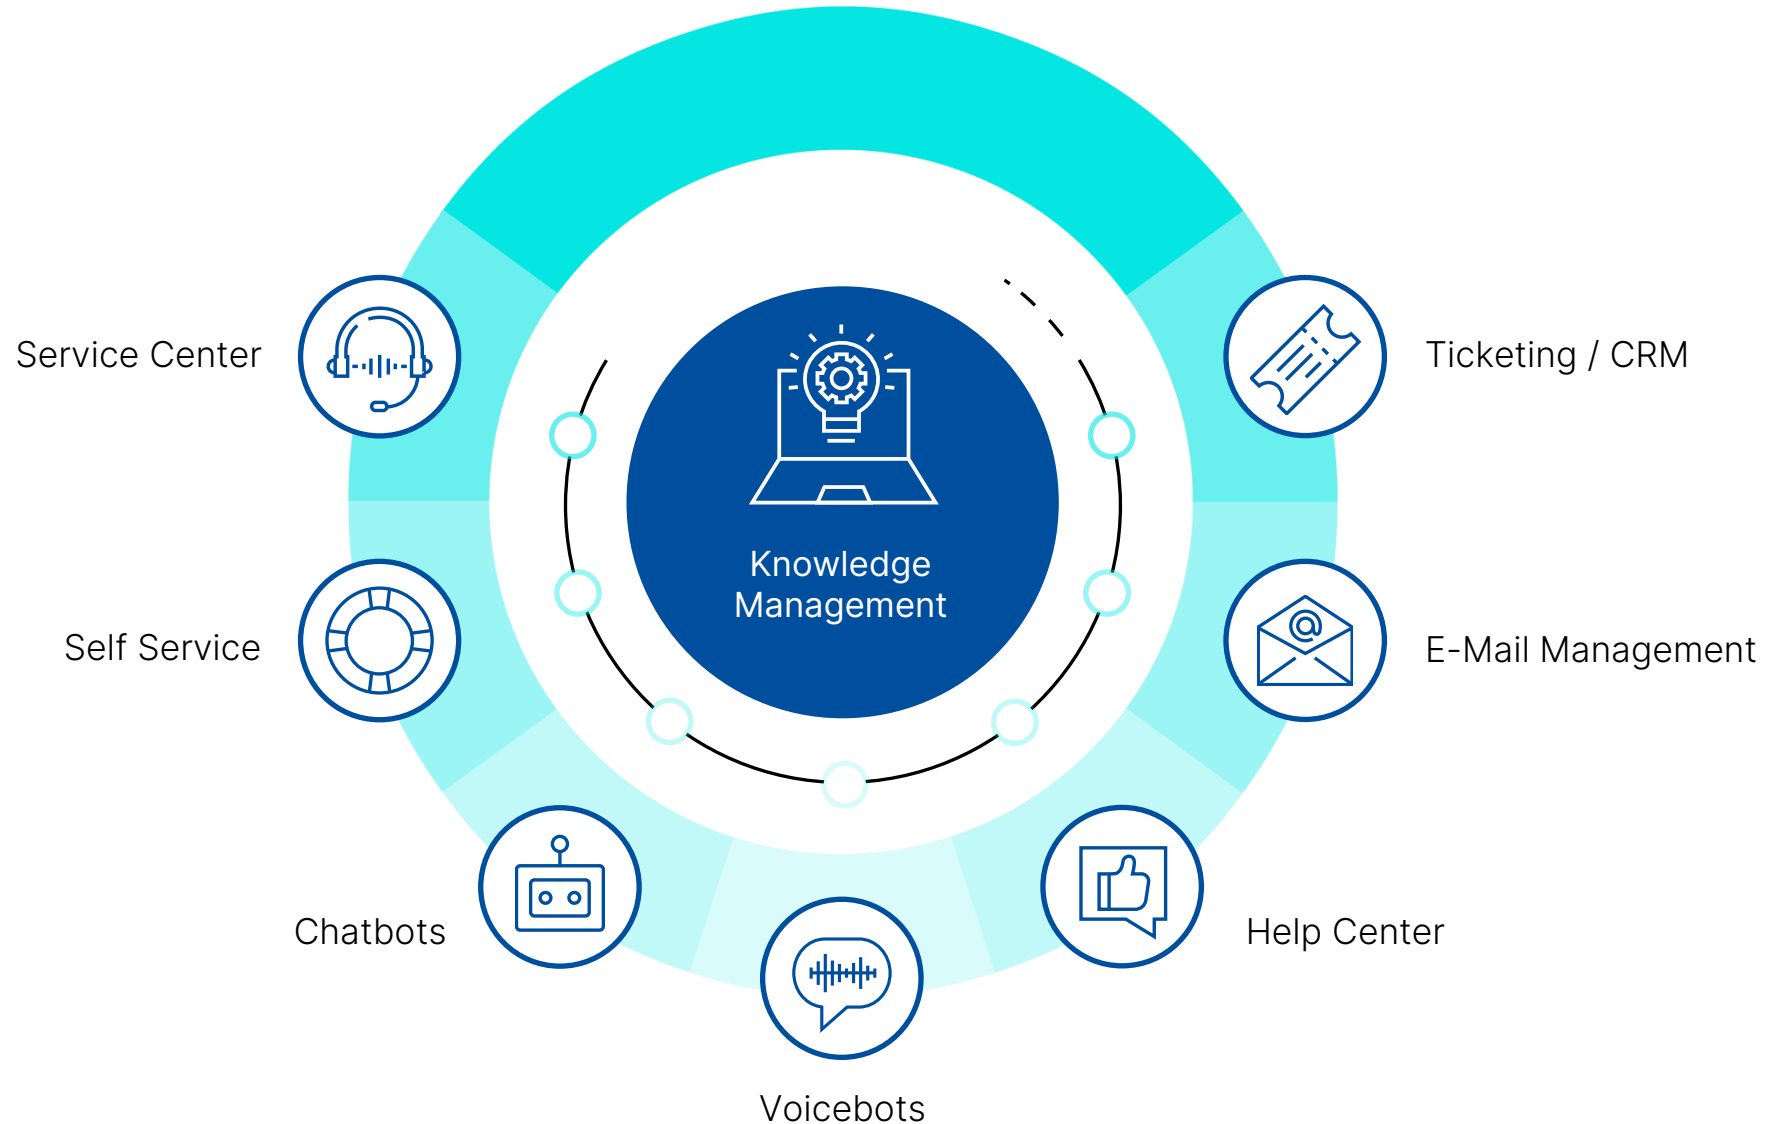 Knowledge
Management
Service Center
Ticketing / CRM
Self Service
E-Mail Management
Chatbots
Help Center
Voicebots